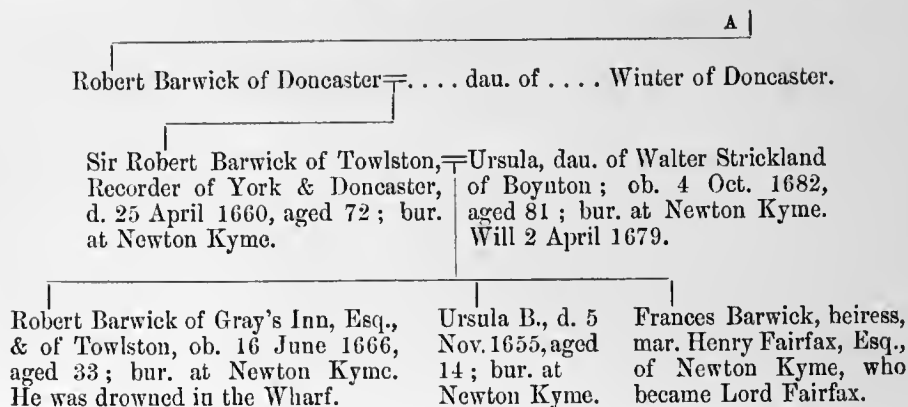 A
Robert Barwick of Doncaster=.... dau. of .... Winter of Doncaster.
Sir Robert Barwick of Towlston,=Ursula, dau. of Walter Strickland
Recorder of York & Doncaster, of Boynton; ob. 4 Oct. 1682,
d. 25 April 1660, aged 72; bur. aged 81; bur. at Newton Kyme.
at Newton Kyme. Will 2 April 1679.
Robert Barwick of Gray's Inn, Esq.,
& of Towlston, ob. 16 June 1666,
aged 33; bur. at Newton Kyme.
He was drowned in the Wharf.
Ursula B., d. 5
Nov. 1655, aged
14; bur. at
Newton Kyme.
Frances Barwick, heiress,
mar. Henry Fairfax, Esq.,
of Newton Kyme, who
became Lord Fairfax.